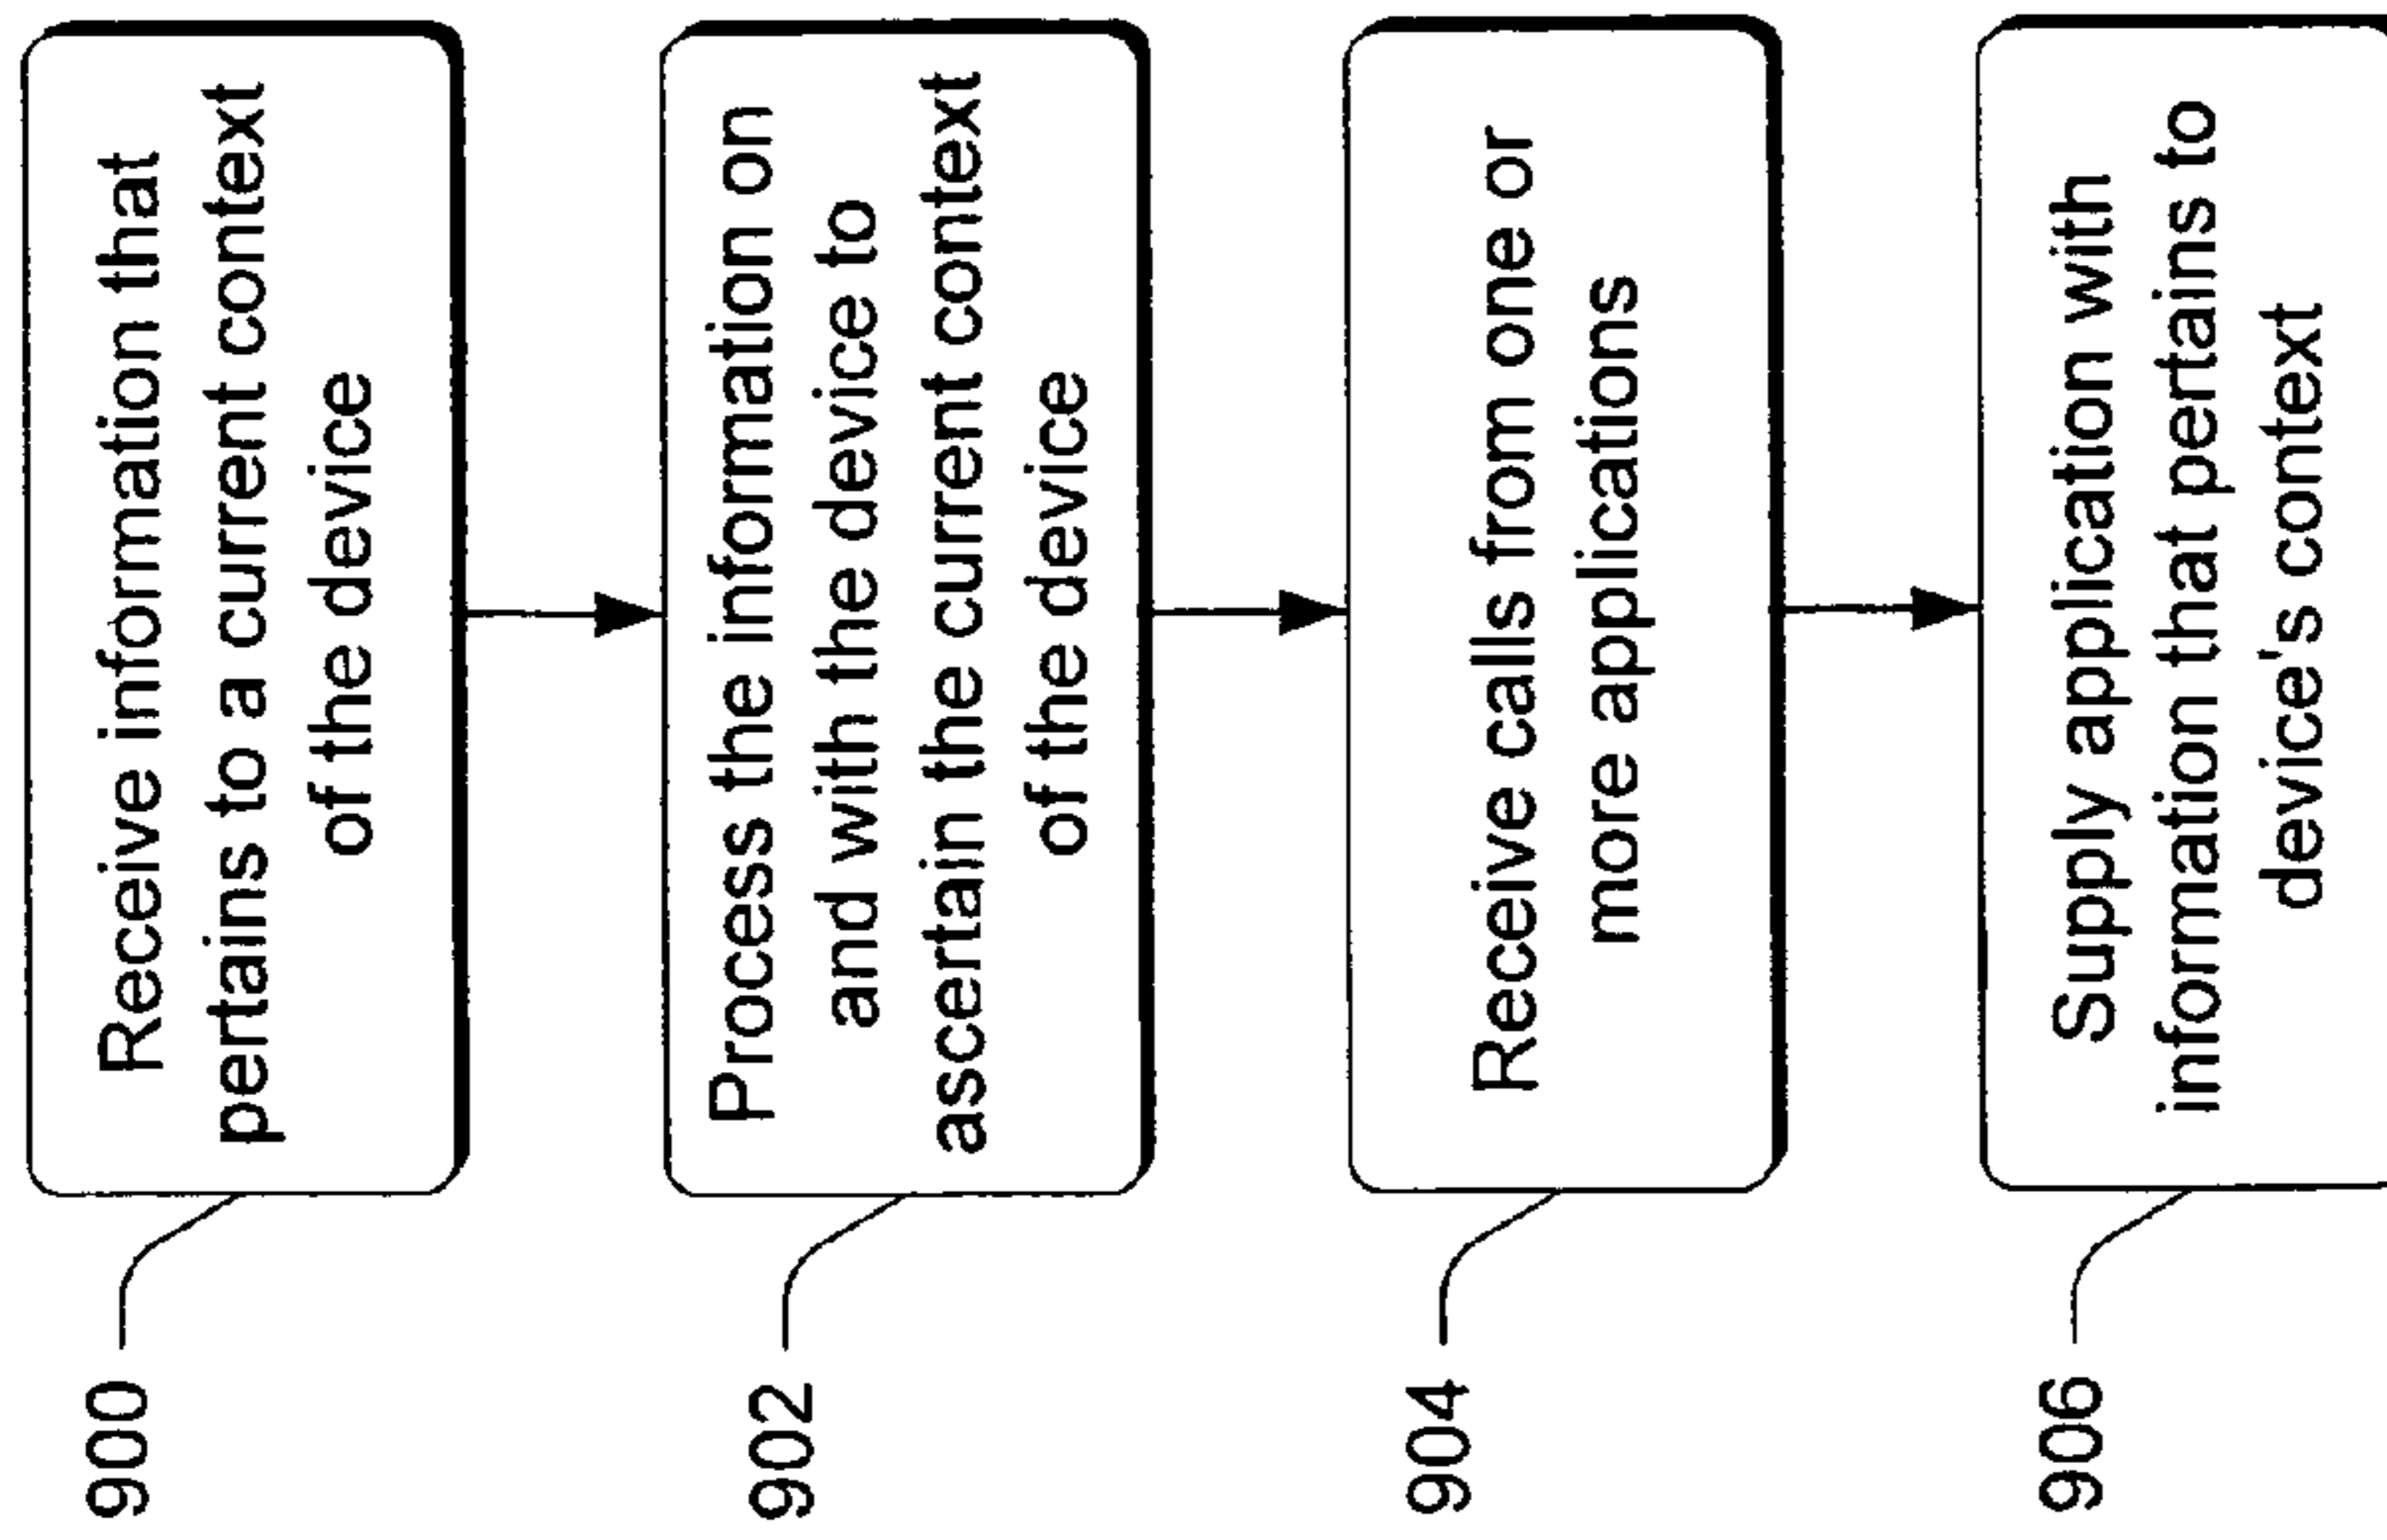 900
Receive information that
pertains to a current context
of the device
902
Process the information on
and with the device to
ascertain the current context
of the device
904
Receive calls from one or
more applications
906
Supply application with
information that pertains to
device's context